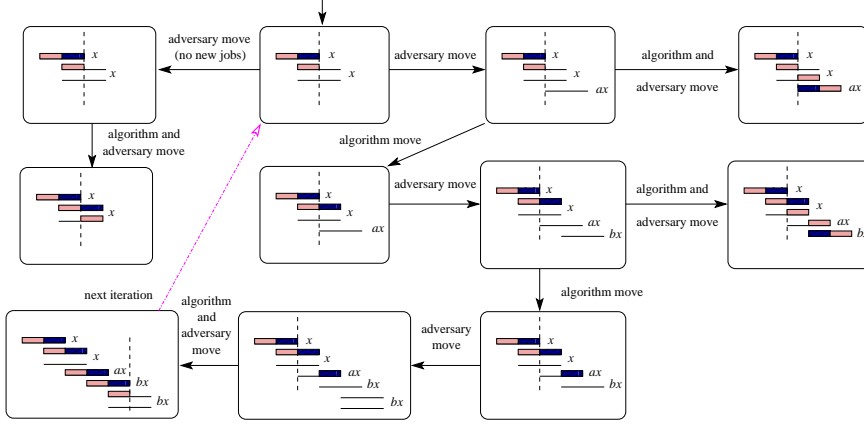 adversary move
(no new jobs)
x
x
x
x
adversary move
x
x
ax
algorithm and
adversary move
x
x
ax
algorithm and
adversary move
algorithm move
x
x
x
x
ax
adversary move
x
x
ax
bx
algorithm and
adversary move
x
x
ax
bx
next iteration
algorithm
and
adversary
move
adversary
move
algorithm move
x
x
ax
bx
bx
x
x
ax
bx
bx
x
x
ax
bx